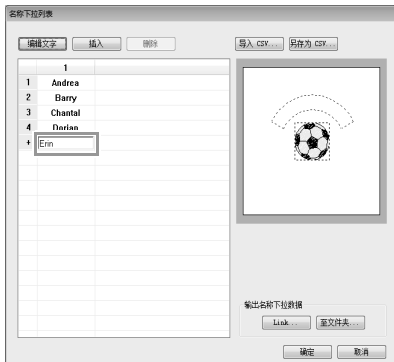 名称下拉列表
编辑文字 插入 删除 导入 CSV... 另存为 CSV...
1
1 Andrea
2 Barry
3 Chantal
4 Dorian
+ Erin
输出名称下拉数据
Link... 至文件夹...
确定 取消